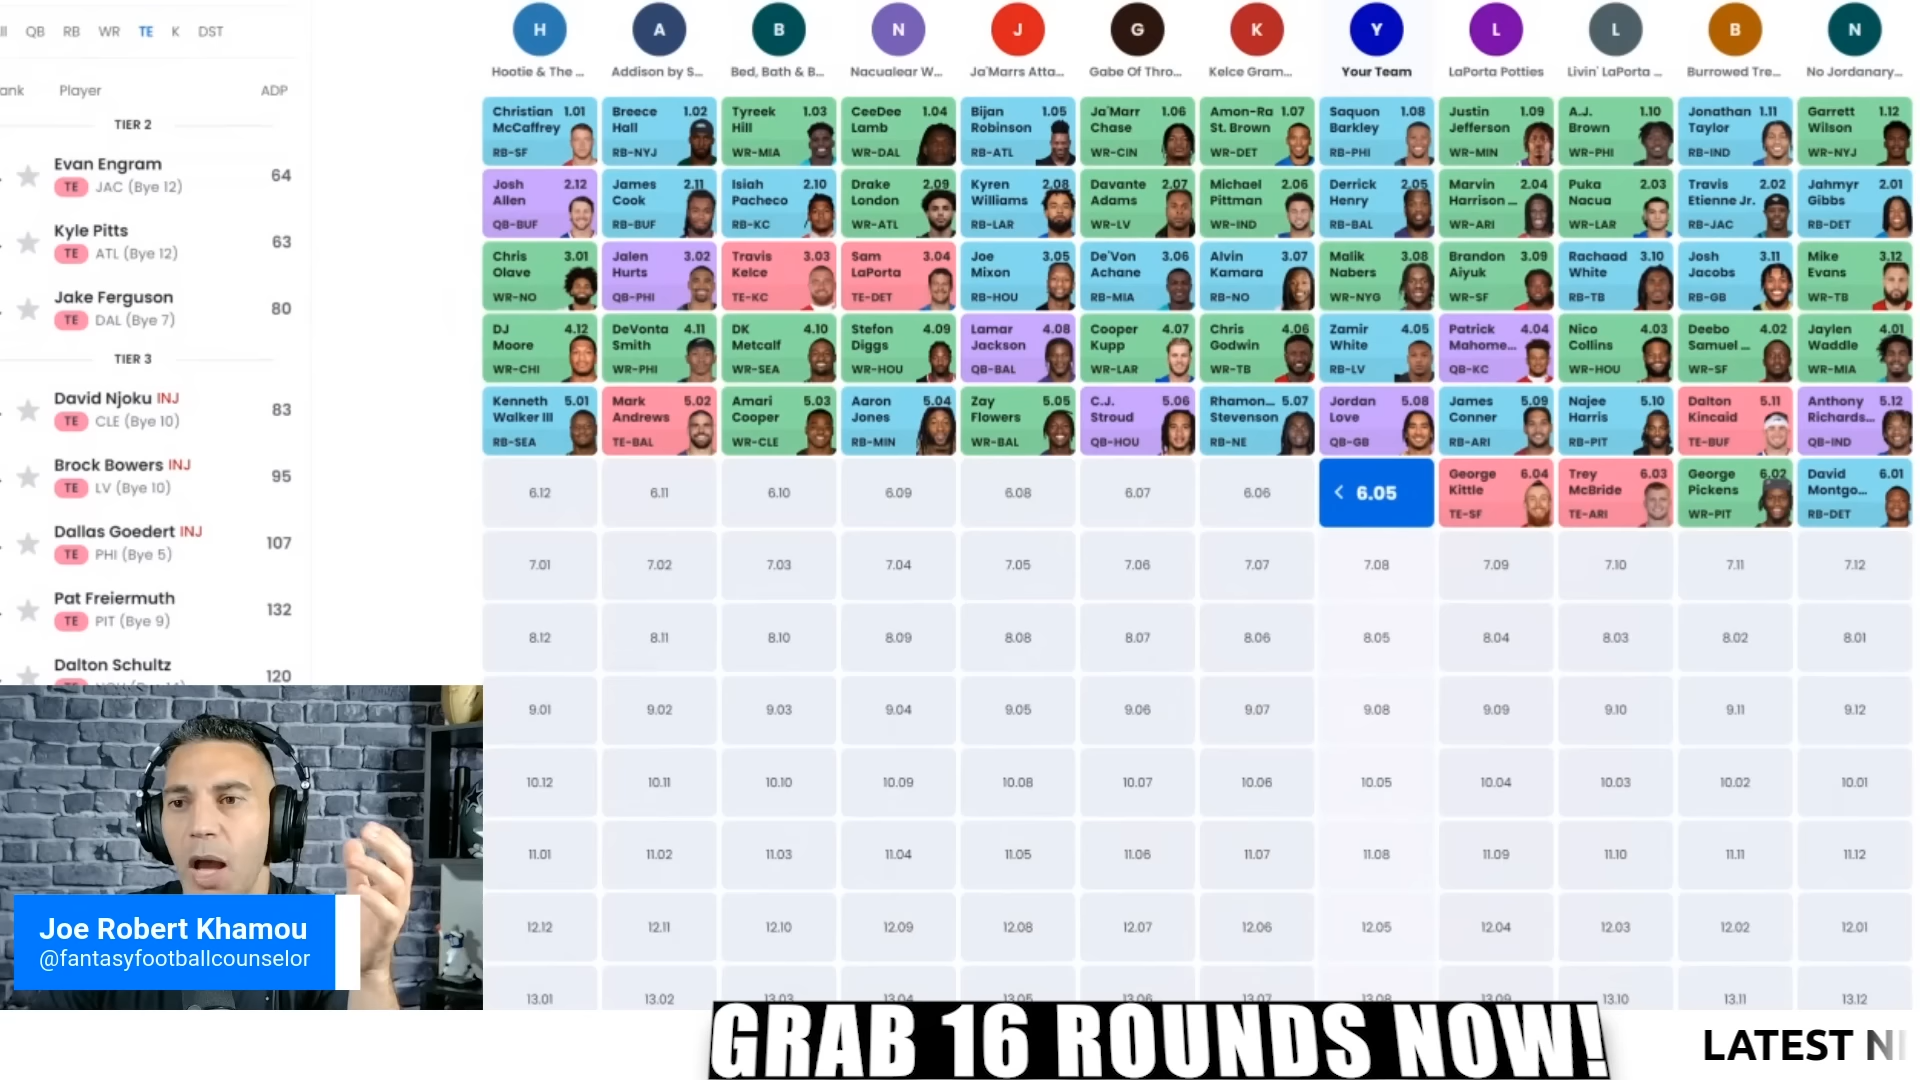 QB RB WR TE K DST
Player ADP
TIER 2
Evan Engram
TE JAC (Bye 12) 64
Kyle Pitts
TE ATL (Bye 12) 63
Jake Ferguson
TE DAL (Bye 7) 80
TIER 3
David Njoku INJ
TE CLE (Bye 10) 83
Brock Bowers INJ
TE LV (Bye 10) 95
Dallas Goedert INJ
TE PHI (Bye 5) 107
Pat Freiermuth
TE PIT (Bye 9) 132
Dalton Schultz
120
Joe Robert Khamou
@fantasyfootballcounselor
H A B N J G K Y L L B N
Hootie & The ... Addison by S... Bed, Bath & B... Nacualear W... Ja'Marrs Atta... Gabe Of Thro... Kelce Gram... Your Team LaPorta Potties Livin' LaPorta ... Burrowed Tre... No Jordanary...
Christian 1.01 Breece 1.02 Tyreek 1.03 CeeDee 1.04 Bijan 1.05 Ja'Marr 1.06 Amon-Ra 1.07 Saquon 1.08 Justin 1.09 A.J. 1.10 Jonathan 1.11 Garrett 1.12
McCaffrey Hall Hill Lamb Robinson Chase St. Brown Barkley Jefferson Brown Taylor Wilson
RB-SF RB-NYJ WR-MIA WR-DAL RB-ATL WR-CIN WR-DET RB-PHI WR-MIN WR-PHI RB-IND WR-NYJ
Josh 2.12 James 2.11 Isiah 2.10 Drake 2.09 Kyren 2.08 Davante 2.07 Michael 2.06 Derrick 2.05 Marvin 2.04 Puka 2.03 Travis 2.02 Jahmyr 2.01
Allen Cook Pacheco London Williams Adams Pittman Henry Harrison ... Nacua Etienne Jr. Gibbs
QB-BUF RB-BUF RB-KC WR-ATL RB-LAR WR-LV WR-IND RB-BAL WR-ARI WR-LAR RB-JAC RB-DET
Chris 3.01 Jalen 3.02 Travis 3.03 Sam 3.04 Joe 3.05 De'Von 3.06 Alvin 3.07 Malik 3.08 Brandon 3.09 Rachaad 3.10 Josh 3.11 Mike 3.12
Olave Hurts Kelce LaPorta Mixon Achane Kamara Nabers Aiyuk White Jacobs Evans
WR-NO QB-PHI TE-KC TE-DET RB-HOU RB-MIA RB-NO WR-NYG WR-SF RB-TB RB-GB WR-TB
DJ 4.12 DeVonta 4.11 DK 4.10 Stefon 4.09 Lamar 4.08 Cooper 4.07 Chris 4.06 Zamir 4.05 Patrick 4.04 Nico 4.03 Deebo 4.02 Jaylen 4.01
Moore Smith Metcalf Diggs Jackson Kupp Godwin White Mahome... Collins Samuel ... Waddle
WR-CHI WR-PHI WR-SEA WR-HOU QB-BAL WR-LAR WR-TB RB-LV QB-KC WR-HOU WR-SF WR-MIA
Kenneth 5.01 Mark 5.02 Amari 5.03 Aaron 5.04 Zay 5.05 C.J. 5.06 Rhamon... 5.07 Jordan 5.08 James 5.09 Najee 5.10 Dalton 5.11 Anthony 5.12
Walker III Andrews Cooper Jones Flowers Stroud Stevenson Love Conner Harris Kincaid Richards...
RB-SEA TE-BAL WR-CLE RB-MIN WR-BAL QB-HOU RB-NE QB-GB RB-ARI RB-PIT TE-BUF QB-IND
George 6.04 Trey 6.03 George 6.02 David 6.01
6.12 6.11 6.10 6.09 6.08 6.07 6.06 < 6.05 Kittle McBride Pickens Montgo...
TE-SF TE-ARI WR-PIT RB-DET
7.01 7.02 7.03 7.04 7.05 7.06 7.07 7.08 7.09 7.10 7.11 7.12
8.12 8.11 8.10 8.09 8.08 8.07 8.06 8.05 8.04 8.03 8.02 8.01
9.01 9.02 9.03 9.04 9.05 9.06 9.07 9.08 9.09 9.10 9.11 9.12
10.12 10.11 10.10 10.09 10.08 10.07 10.06 10.05 10.04 10.03 10.02 10.01
11.01 11.02 11.03 11.04 11.05 11.06 11.07 11.08 11.09 11.10 11.11 11.12
12.12 12.11 12.10 12.09 12.08 12.07 12.06 12.05 12.04 12.03 12.02 12.01
13.01 13.02 13.03 13.04 13.05 13.06 13.07 13.08 13.09 13.10 13.11 13.12
GRAB 16 ROUNDS NOW!
LATEST N